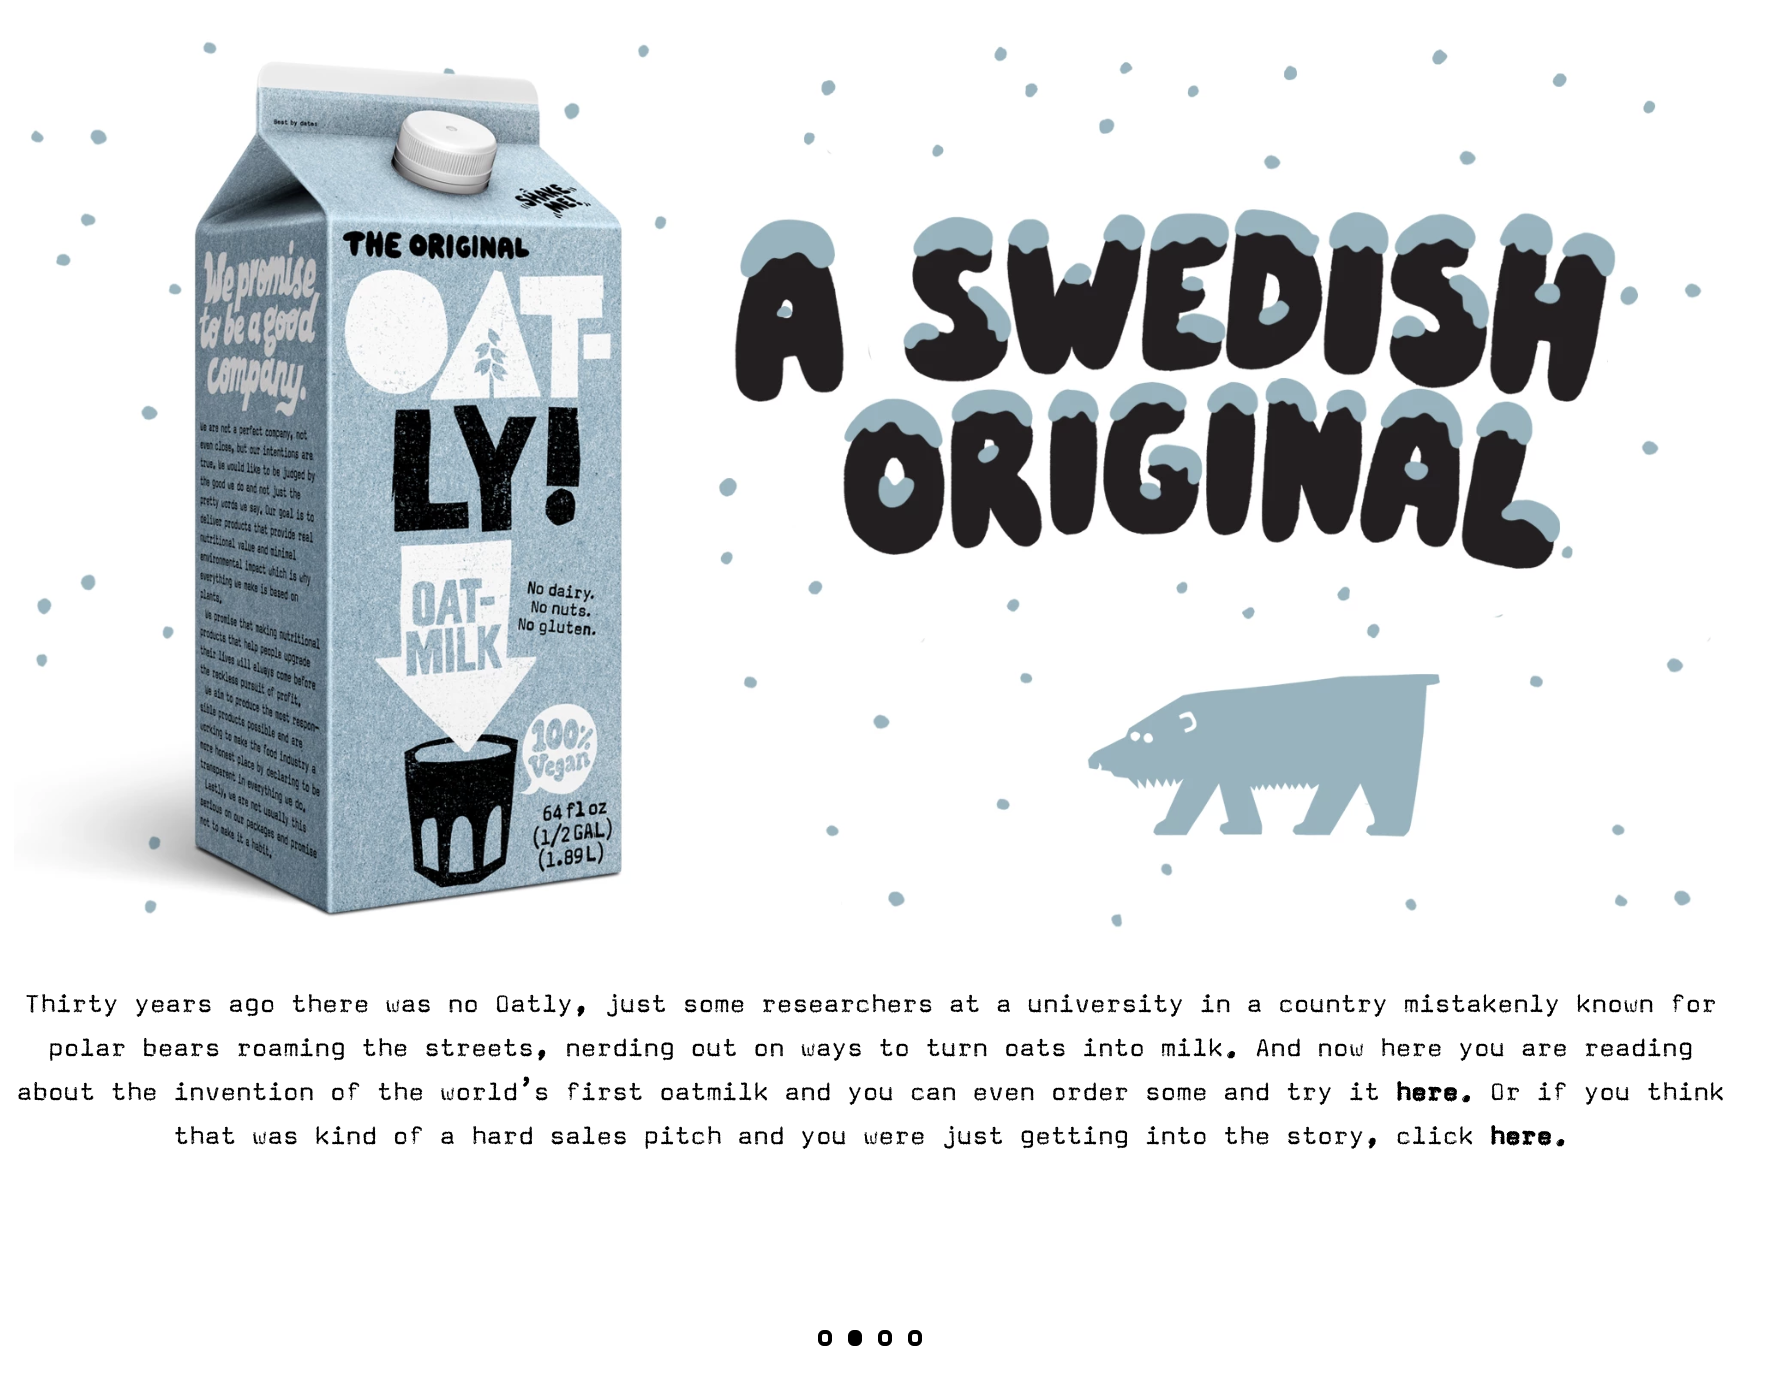 Best by date:
SHAKE
ME!
THE ORIGINAL
OAT-
LY!
OAT-
MILK
No dairy.
No nuts.
No gluten.
100%
Vegan
64 fl oz
(1/2 GAL)
(1.89 L)
We promise
to be a good
company.
We are not a perfect company, not
even close, but our intentions are
true. We would like to be judged by
the good we do and not just the
pretty words we say. Our goal is to
deliver products that provide real
nutritional value and minimal
environmental impact which is why
everything we make is based on
plants.
We promise that making nutritional
products that help people upgrade
their lives will always come before
the reckless pursuit of profit.
We aim to produce the most respon-
sible products possible and are
working to make the food industry a
more honest place by declaring to be
transparent in everything we do.
Lastly, we are not usually this
serious on our packages and promise
not to make it a habit.
A SWEDISH
ORIGINAL
Thirty years ago there was no Oatly, just some researchers at a university in a country mistakenly known for
polar bears roaming the streets, nerding out on ways to turn oats into milk. And now here you are reading
about the invention of the world's first oatmilk and you can even order some and try it here. Or if you think
that was kind of a hard sales pitch and you were just getting into the story, click here.